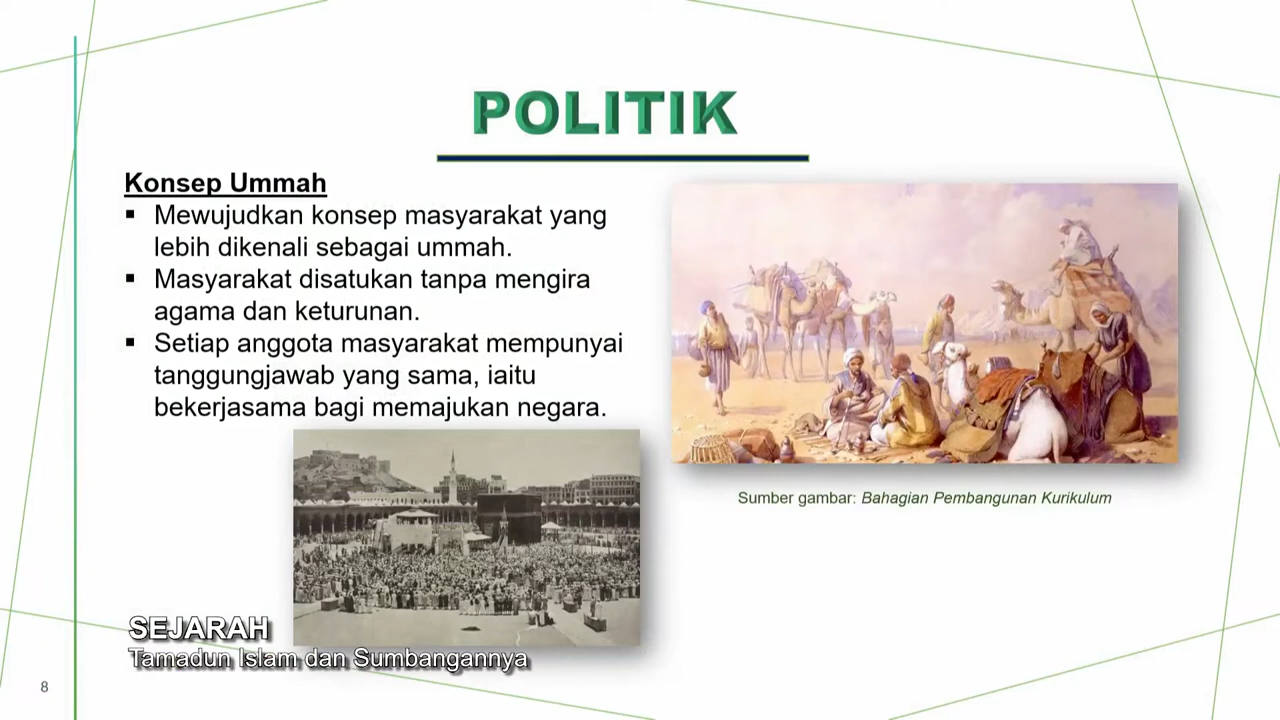 POLITIK
Konsep Ummah
▪ Mewujudkan konsep masyarakat yang
lebih dikenali sebagai ummah.
▪ Masyarakat disatukan tanpa mengira
agama dan keturunan.
▪ Setiap anggota masyarakat mempunyai
tanggungjawab yang sama, iaitu
bekerjasama bagi memajukan negara.
Sumber gambar: Bahagian Pembangunan Kurikulum
SEJARAH
Tamadun Islam dan Sumbangannya
8